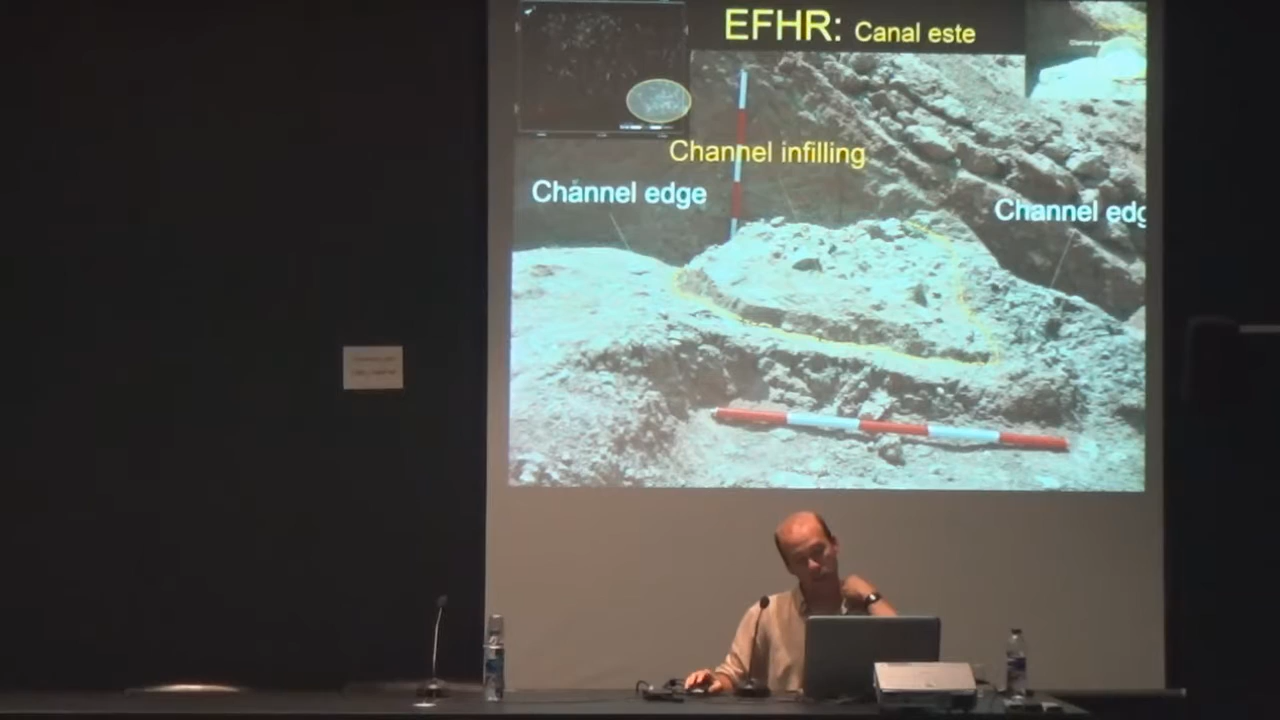 EFHR: Canal este
Channel infilling
Channel edge
Channel edg